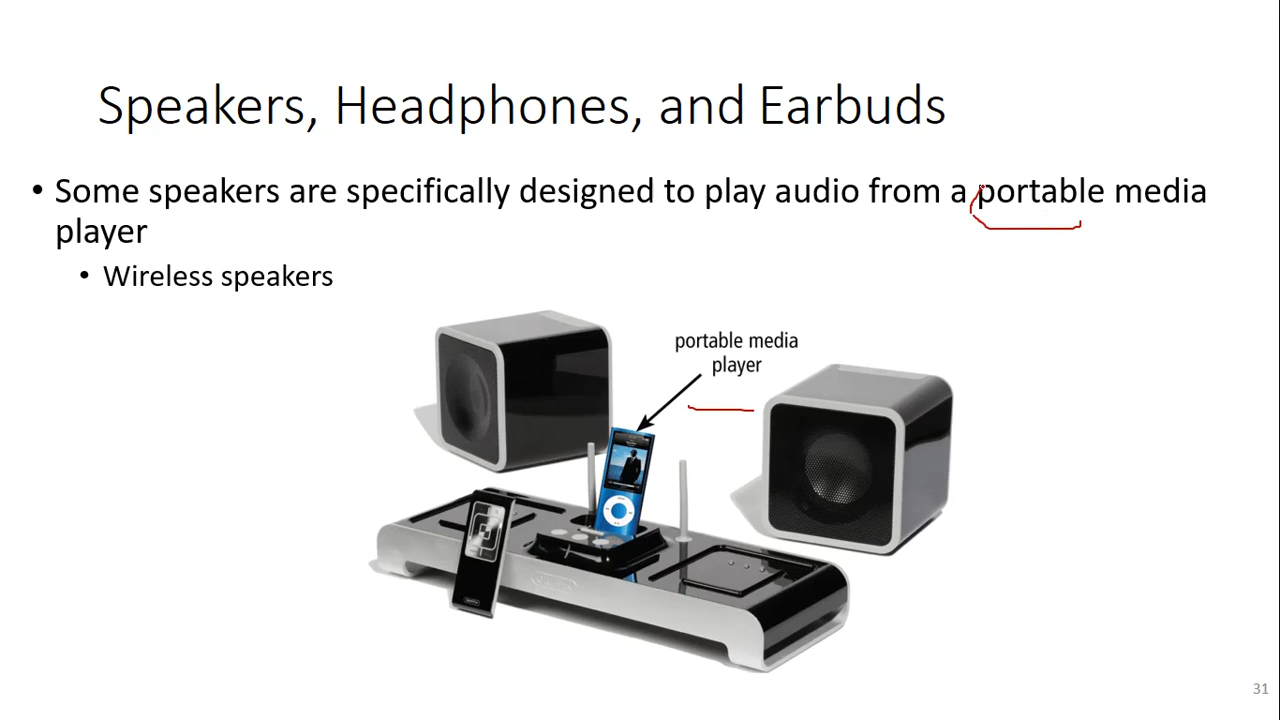 Speakers, Headphones, and Earbuds
• Some speakers are specifically designed to play audio from a portable media
player
• Wireless speakers
portable media
player
31